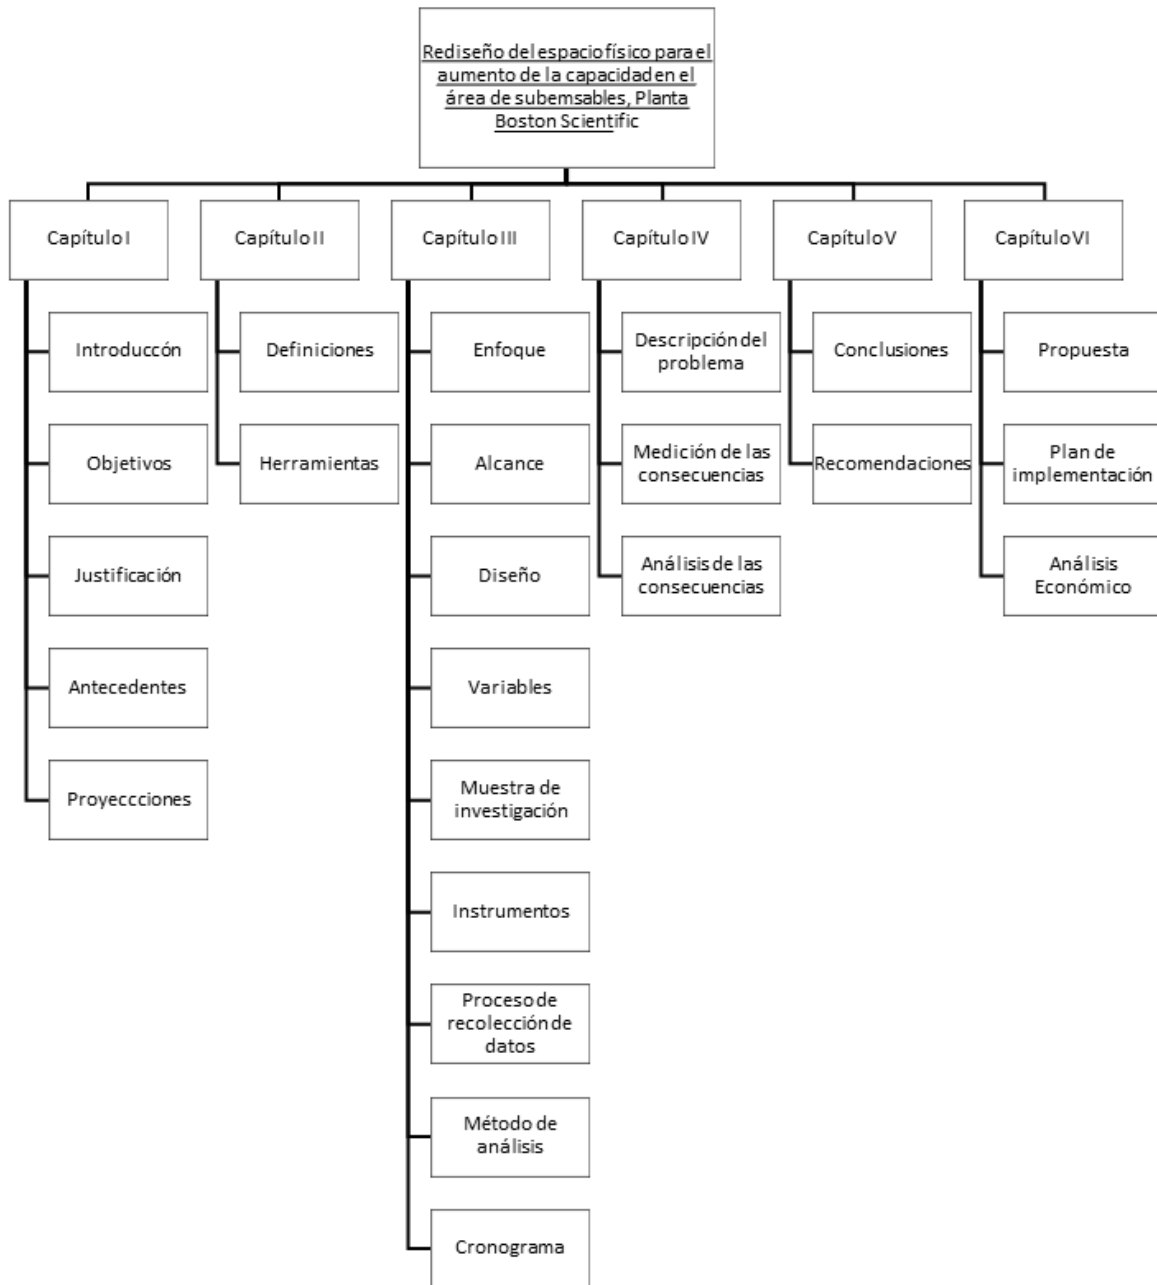 Rediseño del espacio físico para el
aumento de la capacidad en el
área de subemsables, Planta
Boston Scientific
Capítulo I
Capítulo II
Capítulo III
Capítulo IV
Capítulo V
Capítulo VI
Introduccón
Objetivos
Justificación
Antecedentes
Proyeccciones
Definiciones
Herramientas
Enfoque
Alcance
Diseño
Variables
Muestra de
investigación
Instrumentos
Proceso de
recolección de
datos
Método de
análisis
Cronograma
Descripción del
problema
Medición de las
consecuencias
Análisis de las
consecuencias
Conclusiones
Recomendaciones
Propuesta
Plan de
implementación
Análisis
Económico